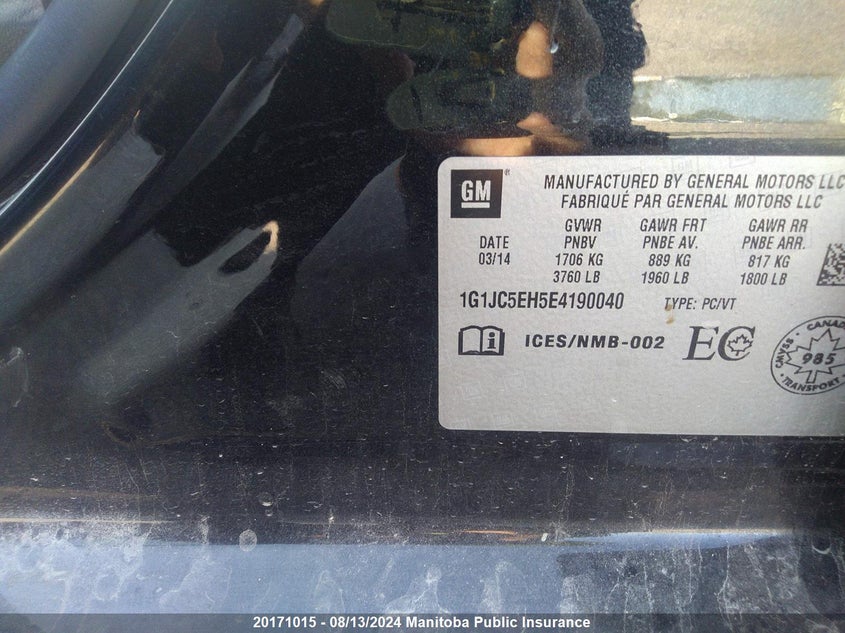 GM ® MANUFACTURED BY GENERAL MOTORS LLC
FABRIQUÉ PAR GENERAL MOTORS LLC
GVWR GAWR FRT GAWR RR
DATE PNBV PNBE AV. PNBE ARR.
03/14 1706 KG 889 KG 817 KG
3760 LB 1960 LB 1800 LB
1G1JC5EH5E4190040 TYPE: PC/VT
i ICES/NMB-002 EC
CANADA
CMVSS 985
TRANSPORT
20171015 - 08/13/2024 Manitoba Public Insurance